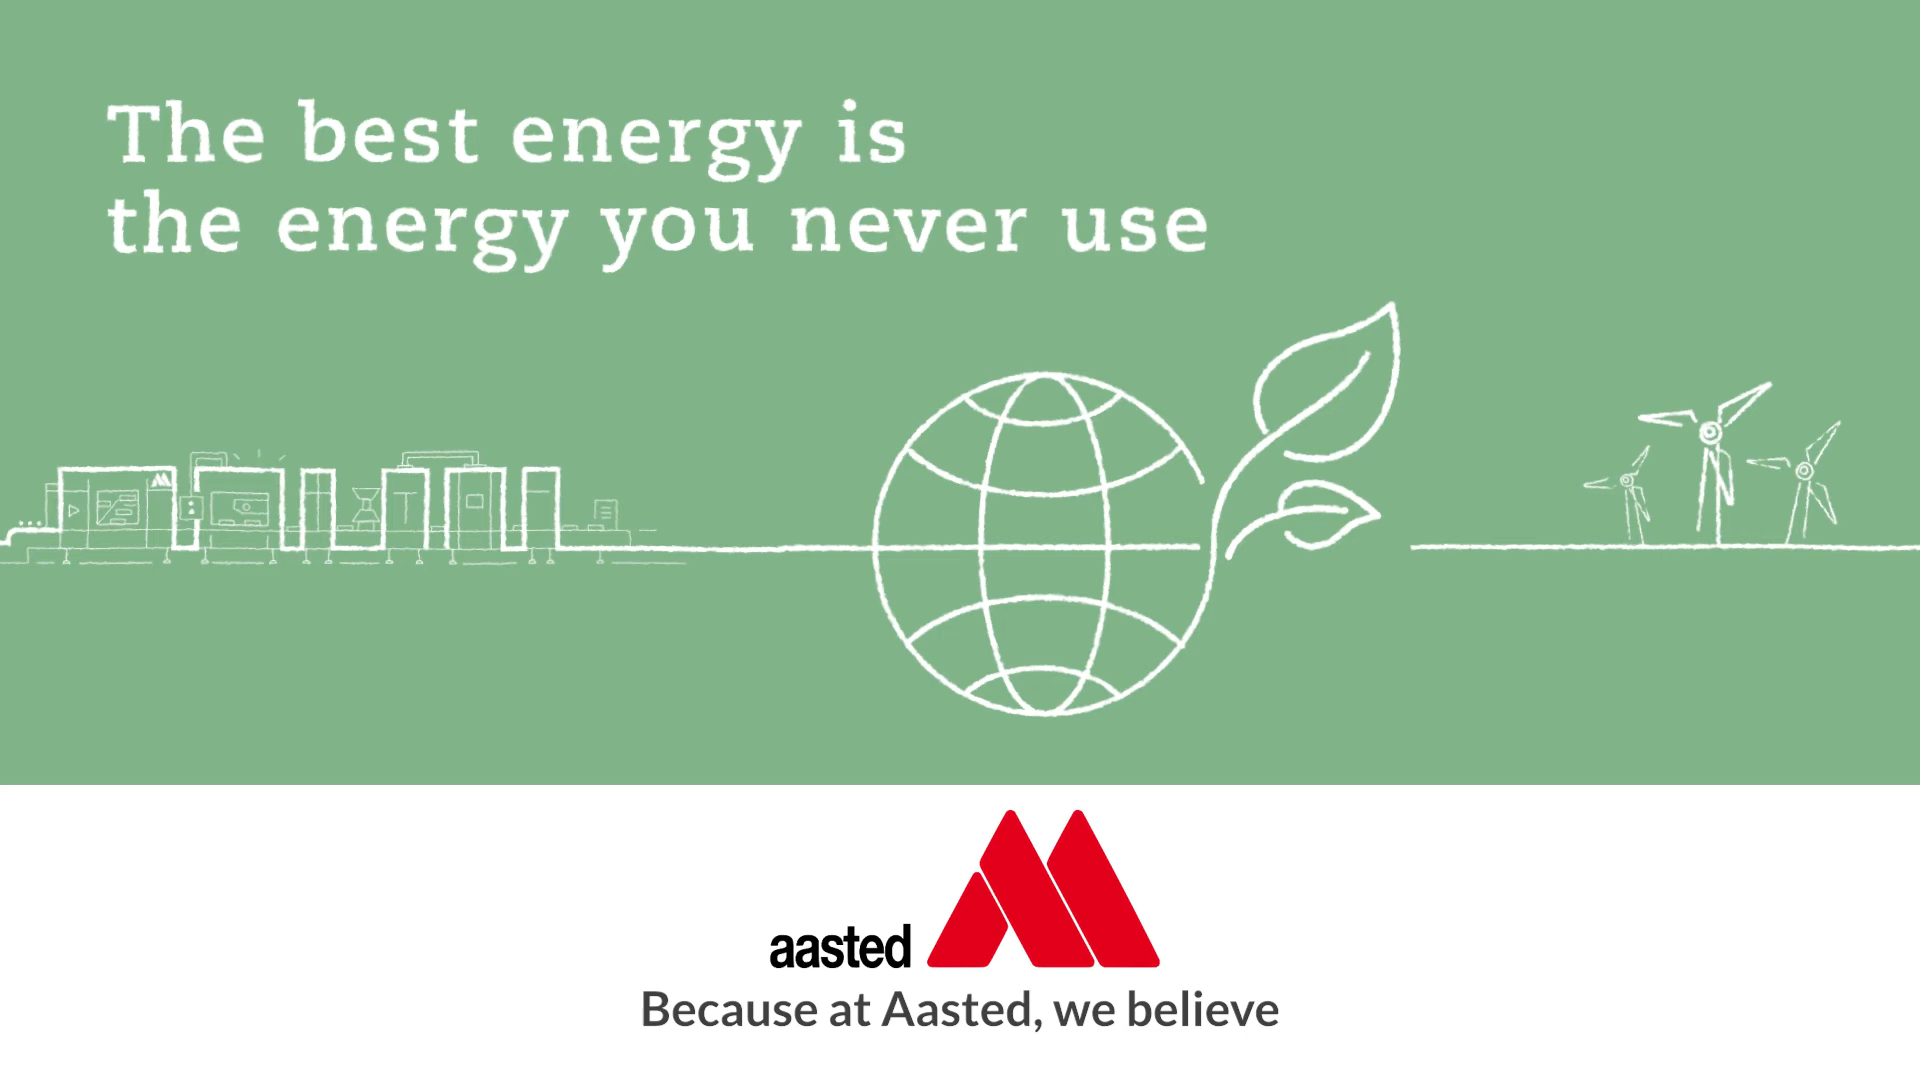 The best energy is
the energy you never use
aasted
Because at Aasted, we believe